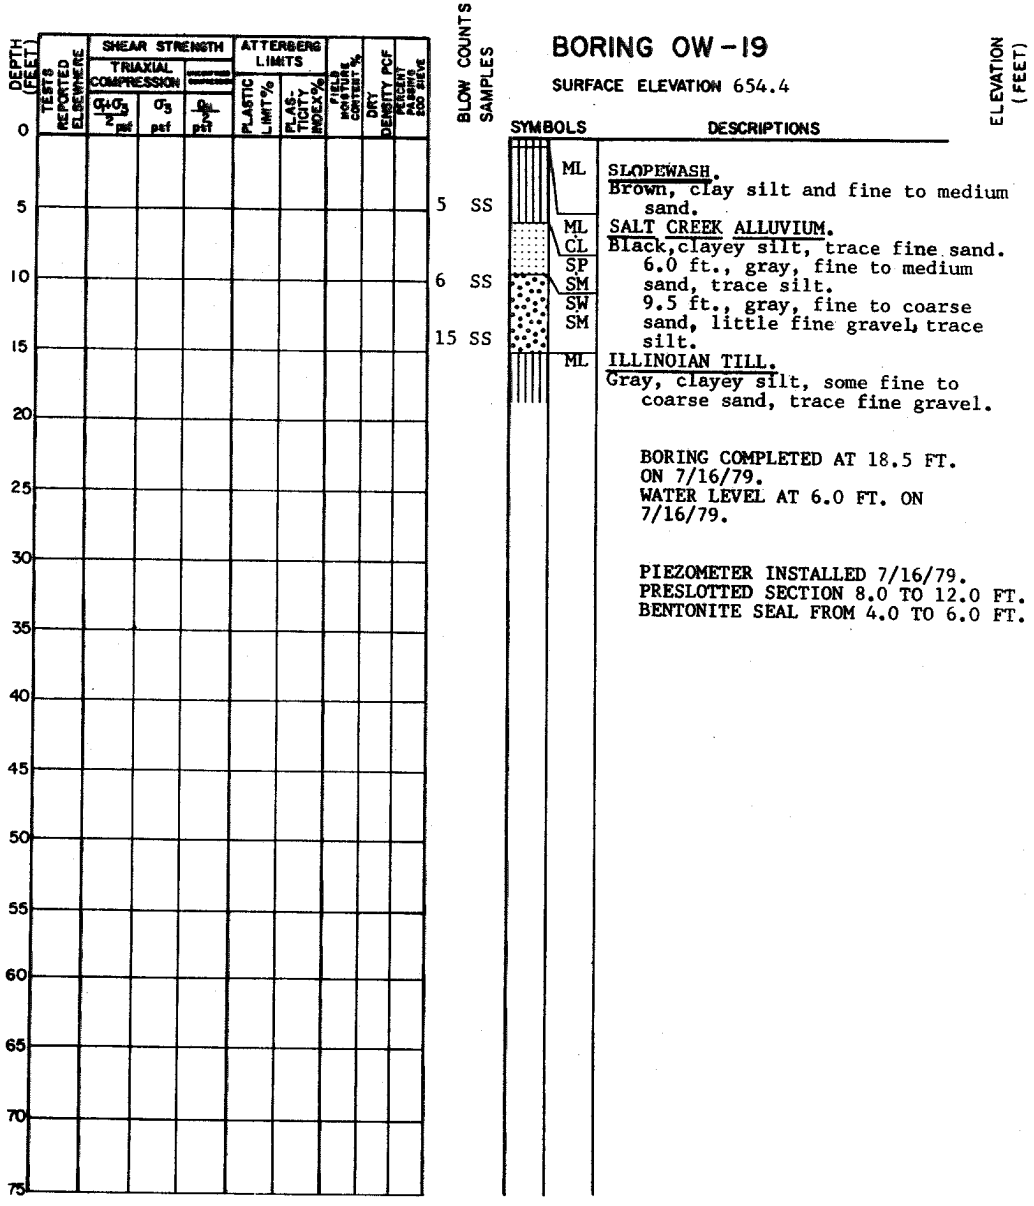 BORING OW-19
SURFACE ELEVATION 654.4
ELEVATION
(FEET)
DEPTH
(FEET)
TESTS
REPORTED
ELSEWHERE
SHEAR STRENGTH
TRIAXIAL
COMPRESSION
σ1+σ3
2 psf
σ3
psf
psf
ATTERBERG
LIMITS
PLASTIC
LIMIT%
PLAS-
TICITY
INDEX%
FIELD
MOISTURE
CONTENT %
DRY
DENSITY PCF
PERCENT
PASSING
200 SIEVE
BLOW COUNTS
SAMPLES
SYMBOLS
DESCRIPTIONS
0
5
10
15
20
25
30
35
40
45
50
55
60
65
70
75
5 SS
6 SS
15 SS
ML
ML
CL
SP
SM
SW
SM
ML
SLOPEWASH.
Brown, clay silt and fine to medium
sand.
SALT CREEK ALLUVIUM.
Black,clayey silt, trace fine sand.
6.0 ft., gray, fine to medium
sand, trace silt.
9.5 ft., gray, fine to coarse
sand, little fine gravel, trace
silt.
ILLINOIAN TILL.
Gray, clayey silt, some fine to
coarse sand, trace fine gravel.
BORING COMPLETED AT 18.5 FT.
ON 7/16/79.
WATER LEVEL AT 6.0 FT. ON
7/16/79.
PIEZOMETER INSTALLED 7/16/79.
PRESLOTTED SECTION 8.0 TO 12.0 FT.
BENTONITE SEAL FROM 4.0 TO 6.0 FT.